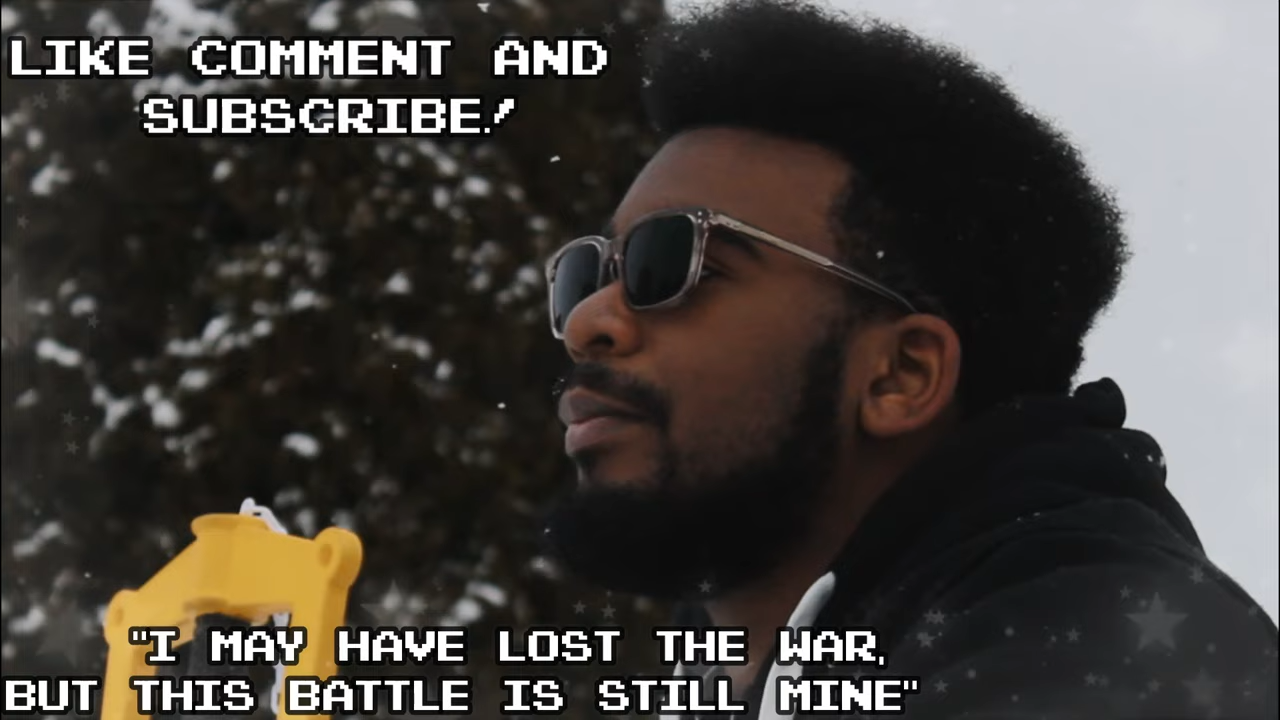 LIKE COMMENT AND
SUBSCRIBE!
"I MAY HAVE LOST THE WAR,
BUT THIS BATTLE IS STILL MINE"